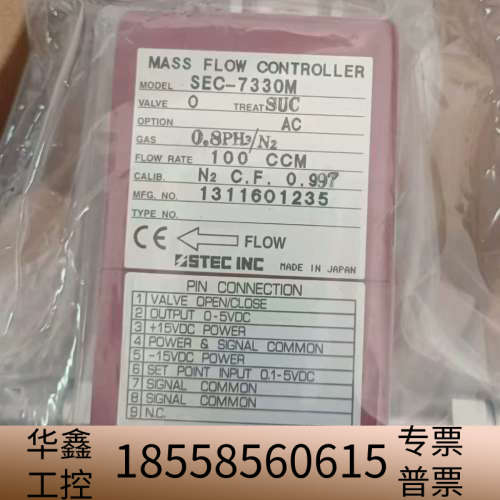 MASS FLOW CONTROLLER
MODEL SEC-7330M
VALVE O TREAT SUC
OPTION AC
GAS 0.8PH3/N2
FLOW RATE 100 CCM
CALIB. N2 C.F. 0.997
MFG. NO. 1311601235
TYPE NO.
CE FLOW
STEC INC MADE IN JAPAN
PIN CONNECTION
1 VALVE OPEN/CLOSE
2 OUTPUT 0-5VDC
3 +15VDC POWER
4 POWER & SIGNAL COMMON
5 -15VDC POWER
6 SET POINT INPUT 0.1-5VDC
7 SIGNAL COMMON
8 SIGNAL COMMON
9 N.C.
华鑫工控 18558560615 专票普票